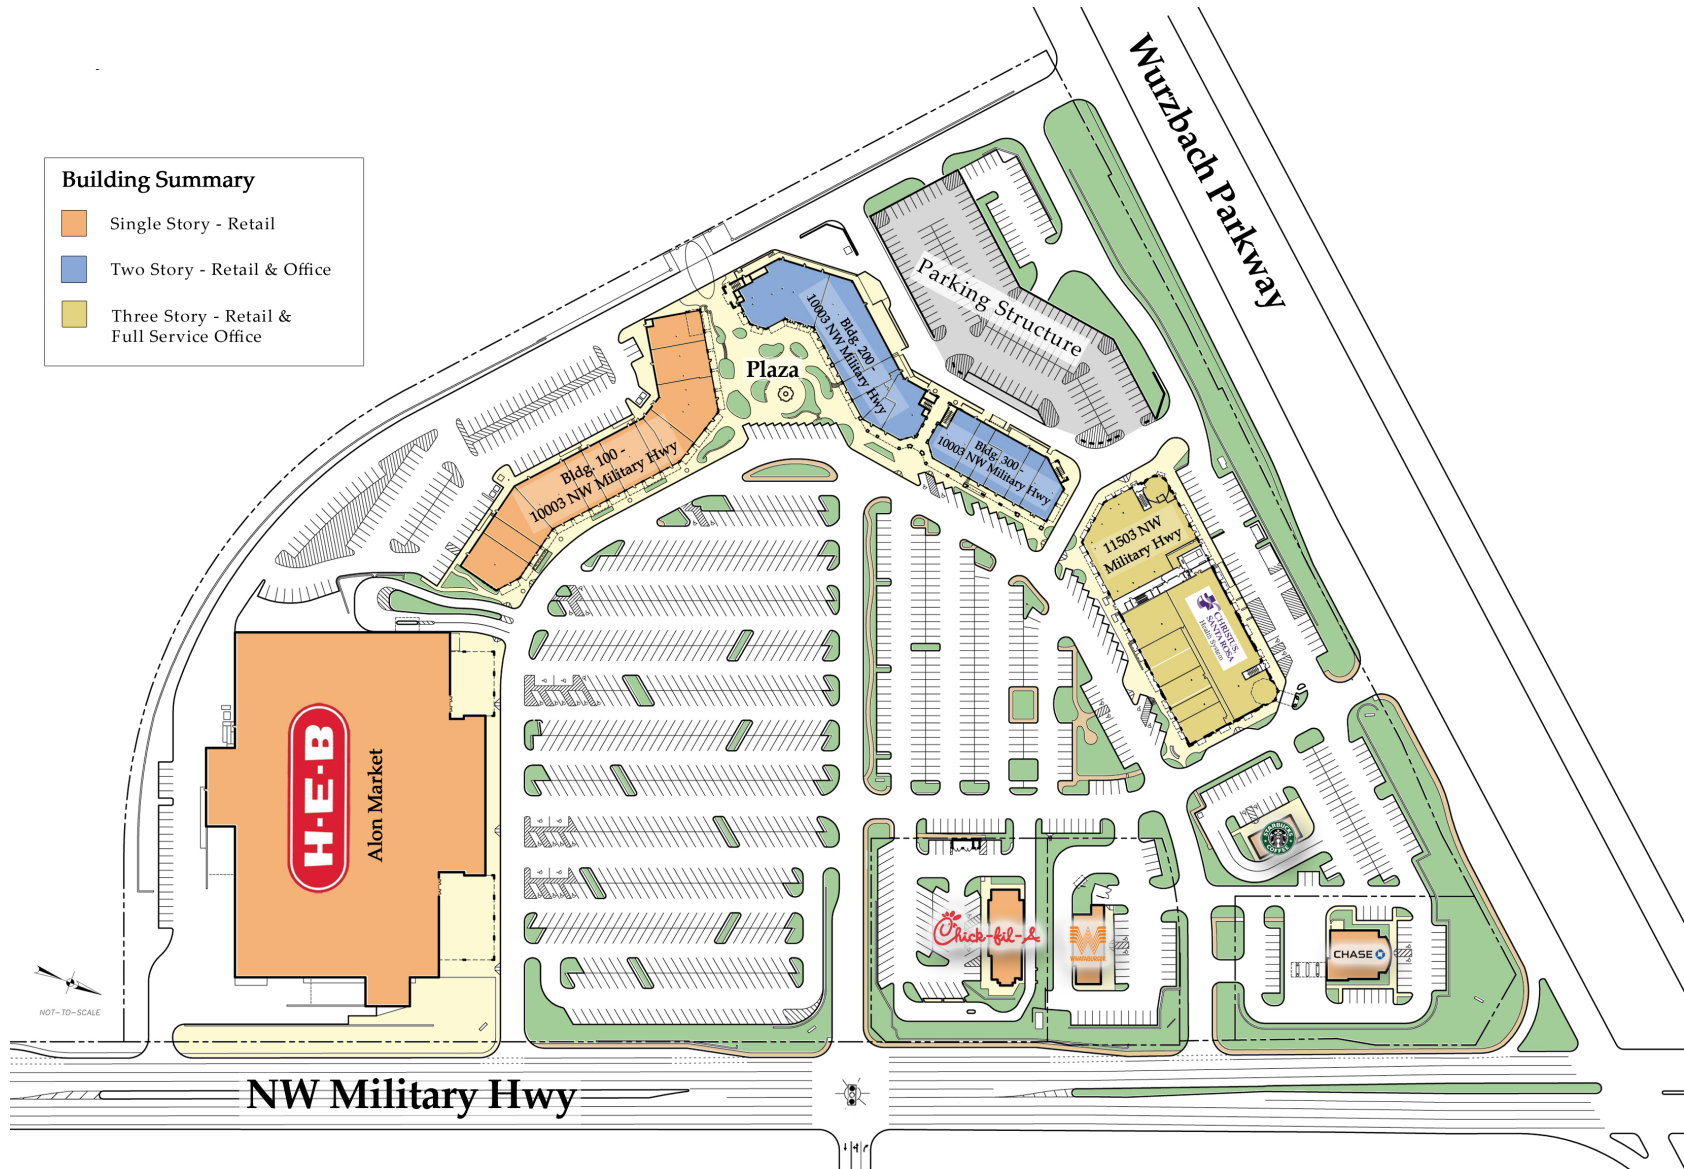 Wurzbach Parkway
Building Summary
Single Story - Retail
Two Story - Retail & Office
Three Story - Retail &
Full Service Office
Parking Structure
Plaza
Bldg. 200 -
10003 NW Military Hwy
Bldg. 100 -
10003 NW Military Hwy
Bldg. 300 -
10003 NW Military Hwy
11503 NW
Military Hwy
CHRISTUS
SANTA ROSA
Health System
H-E-B
Alon Market
STARBUCKS
COFFEE
Chick-fil-A
W
WHATABURGER
CHASE
NOT-TO-SCALE
NW Military Hwy